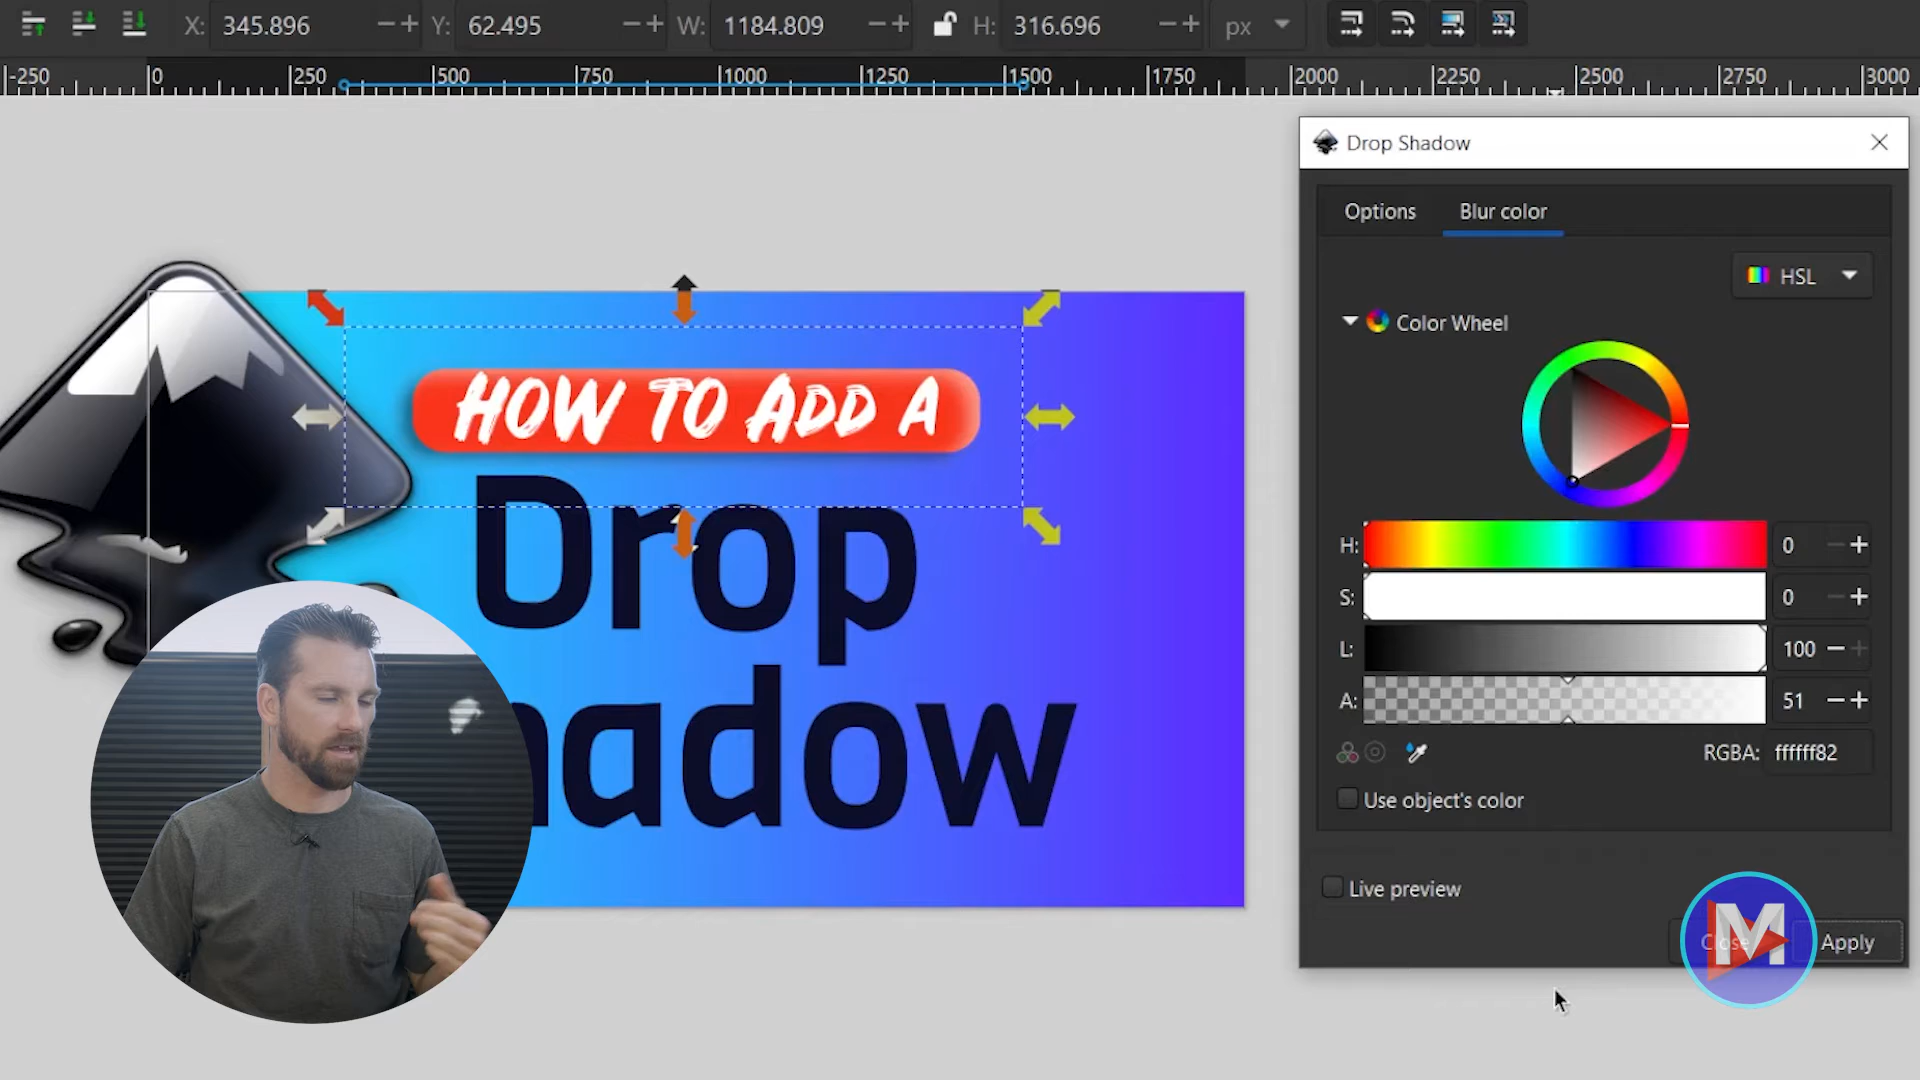 X: 345.896 Y: 62.495 W: 1184.809 H: 316.696 px
-250 0 250 500 750 1000 1250 1500 1750 2000 2250 2500 2750 3000
Drop Shadow
Options Blur color
HSL
Color Wheel
HOW TO ADD A
Drop
hadow
H: 0
S: 0
L: 100
A: 51
RGBA: ffffff82
Use object's color
Live preview
Close Apply
M